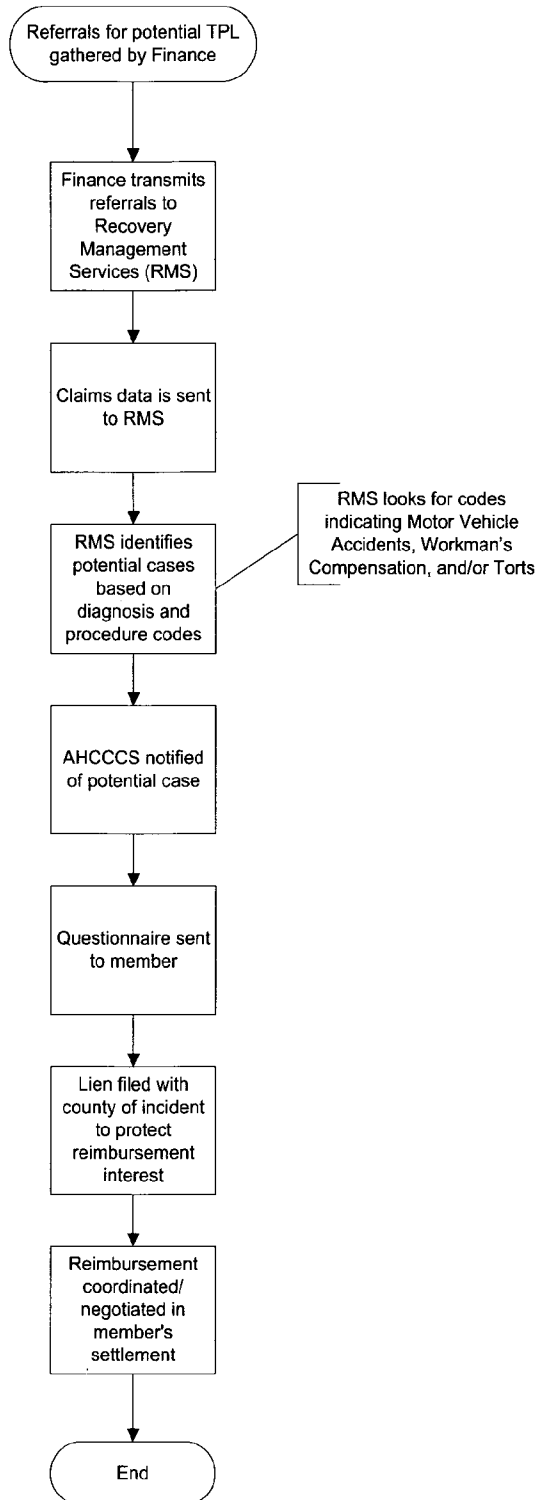 Referrals for potential TPL
gathered by Finance
Finance transmits
referrals to
Recovery
Management
Services (RMS)
Claims data is sent
to RMS
RMS identifies
potential cases
based on
diagnosis and
procedure codes
RMS looks for codes
indicating Motor Vehicle
Accidents, Workman's
Compensation, and/or Torts
AHCCCS notified
of potential case
Questionnaire sent
to member
Lien filed with
county of incident
to protect
reimbursement
interest
Reimbursement
coordinated/
negotiated in
member's
settlement
End